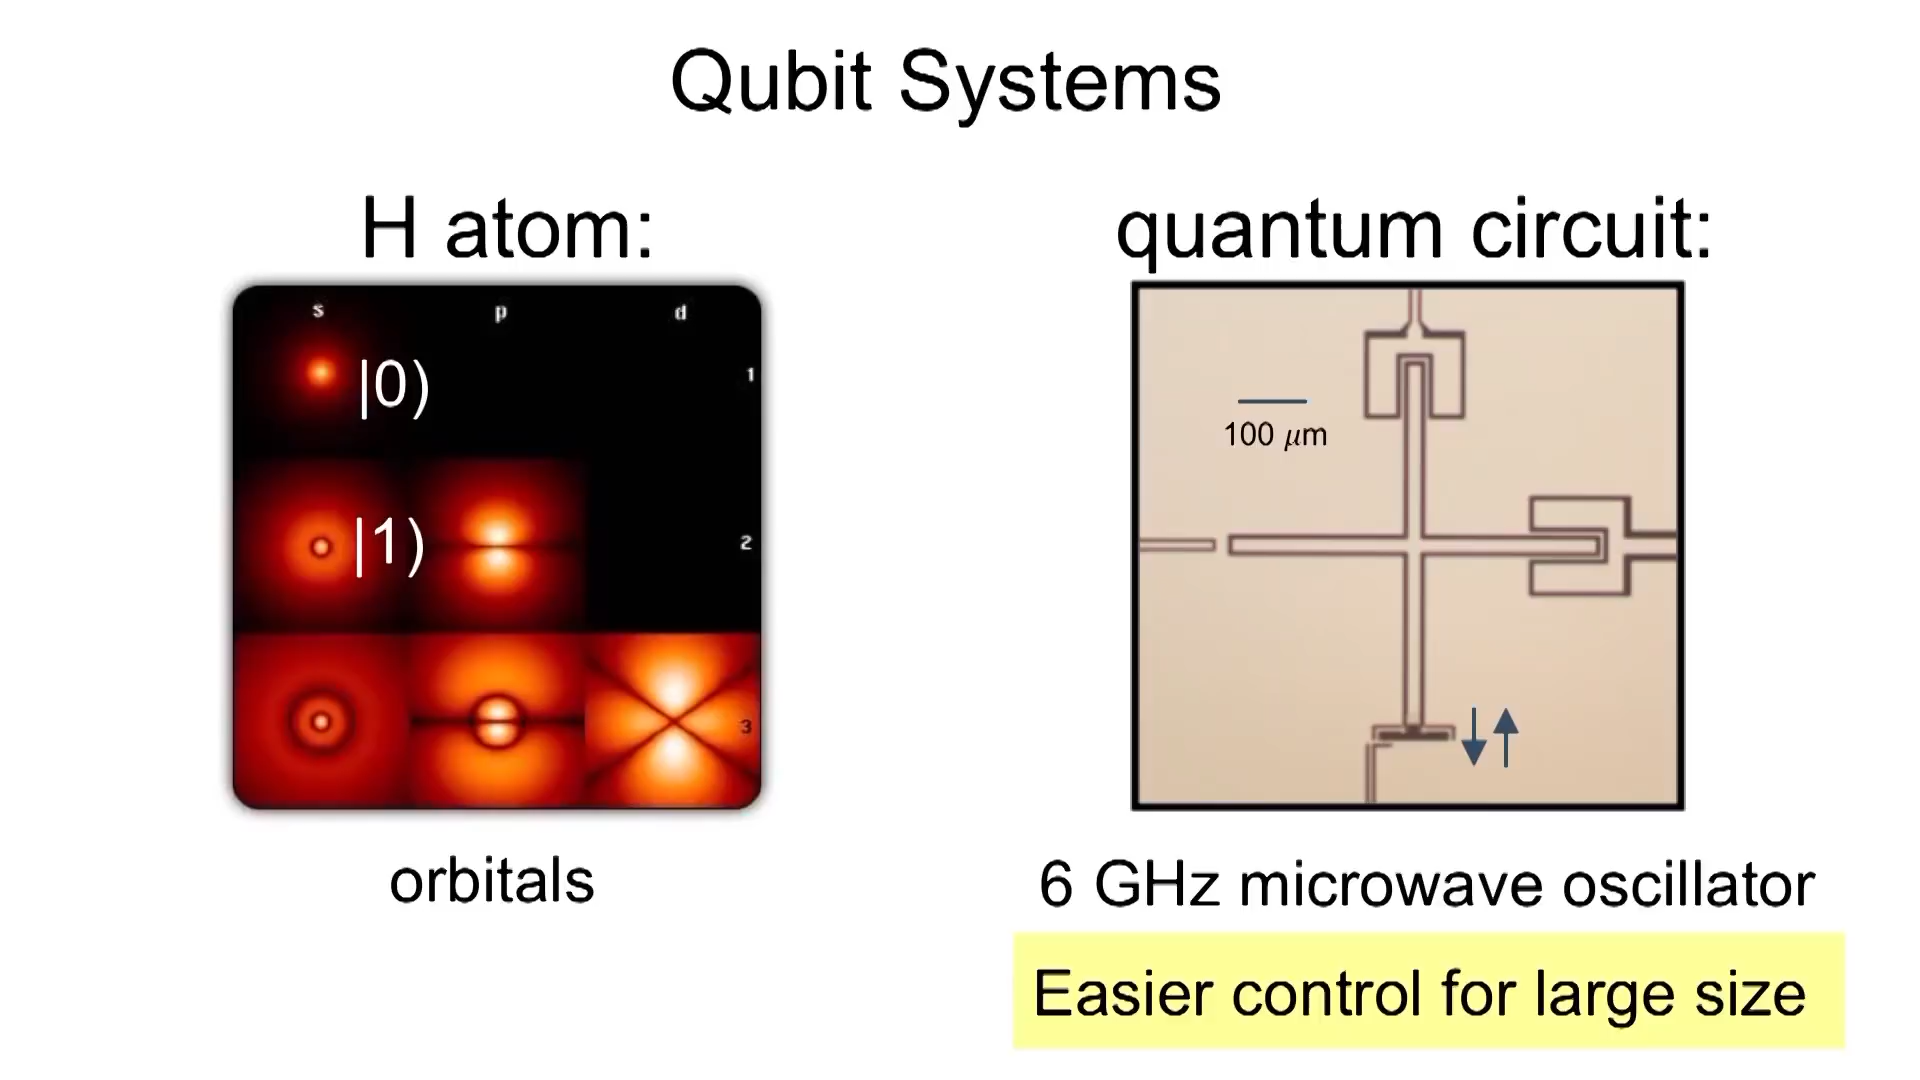 Qubit Systems
H atom:
s p d
|0⟩ 1
|1⟩ 2
3
orbitals
quantum circuit:
100 μm
6 GHz microwave oscillator
Easier control for large size